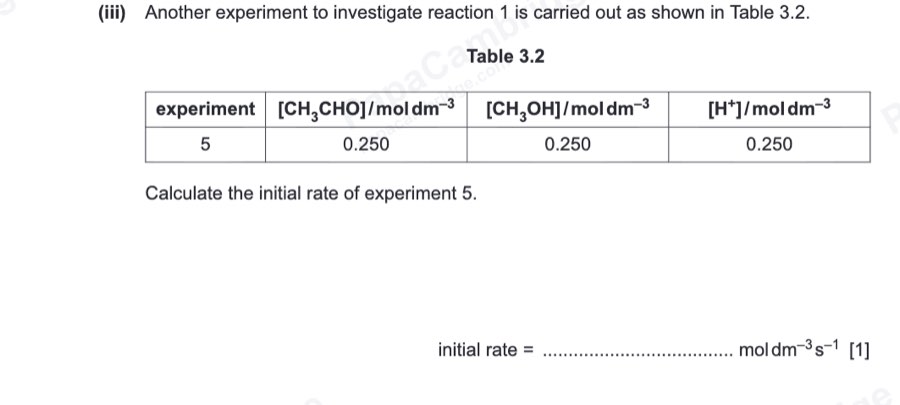 (iii) Another experiment to investigate reaction 1 is carried out as shown in Table 3.2.
Table 3.2
experiment [CH₃CHO]/mol dm⁻³ [CH₃OH]/mol dm⁻³ [H⁺]/mol dm⁻³
5 0.250 0.250 0.250
Calculate the initial rate of experiment 5.
initial rate = ..................................... mol dm⁻³ s⁻¹ [1]